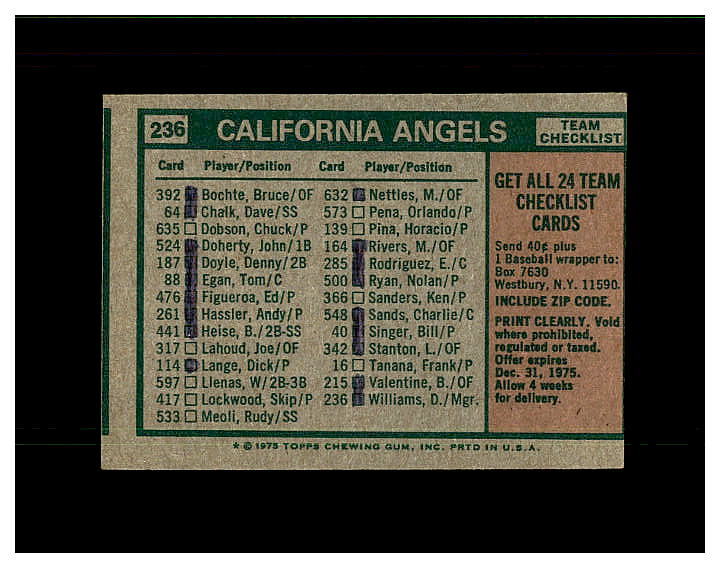 236 CALIFORNIA ANGELS TEAM CHECKLIST
Card Player/Position Card Player/Position
392 Bochte, Bruce/OF
64 Chalk, Dave/SS
635 Dobson, Chuck/P
524 Doherty, John/1B
187 Doyle, Denny/2B
88 Egan, Tom/C
476 Figueroa, Ed/P
261 Hassler, Andy/P
441 Heise, B./2B-SS
317 Lahoud, Joe/OF
114 Lange, Dick/P
597 Llenas, W/2B-3B
417 Lockwood, Skip/P
533 Meoli, Rudy/SS
632 Nettles, M./OF
573 Pena, Orlando/P
139 Pina, Horacio/P
164 Rivers, M./OF
285 Rodriguez, E./C
500 Ryan, Nolan/P
366 Sanders, Ken/P
548 Sands, Charlie/C
40 Singer, Bill/P
342 Stanton, L./OF
16 Tanana, Frank/P
215 Valentine, B./OF
236 Williams, D./Mgr.
GET ALL 24 TEAM
CHECKLIST
CARDS
Send 40¢ plus
1 Baseball wrapper to:
Box 7630
Westbury, N.Y. 11590.
INCLUDE ZIP CODE.
PRINT CLEARLY. Void
where prohibited,
regulated or taxed.
Offer expires
Dec. 31, 1975.
Allow 4 weeks
for delivery.
* © 1975 TOPPS CHEWING GUM, INC. PRTD IN U.S.A.